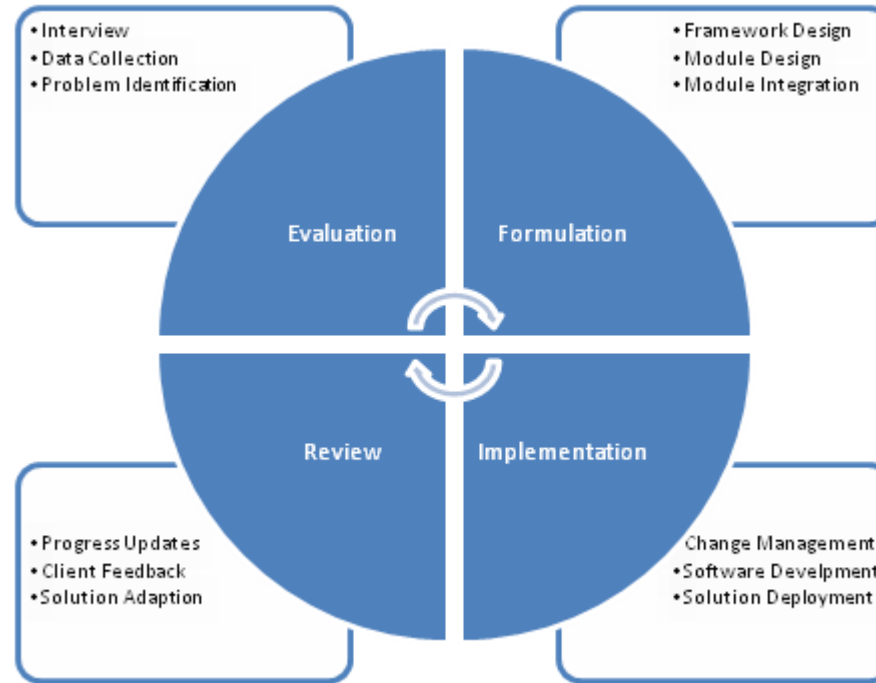 • Interview
• Data Collection
• Problem Identification
• Framework Design
• Module Design
• Module Integration
Evaluation
Formulation
Review
Implementation
• Progress Updates
• Client Feedback
• Solution Adaption
Change Management
• Software Develpment
• Solution Deployment